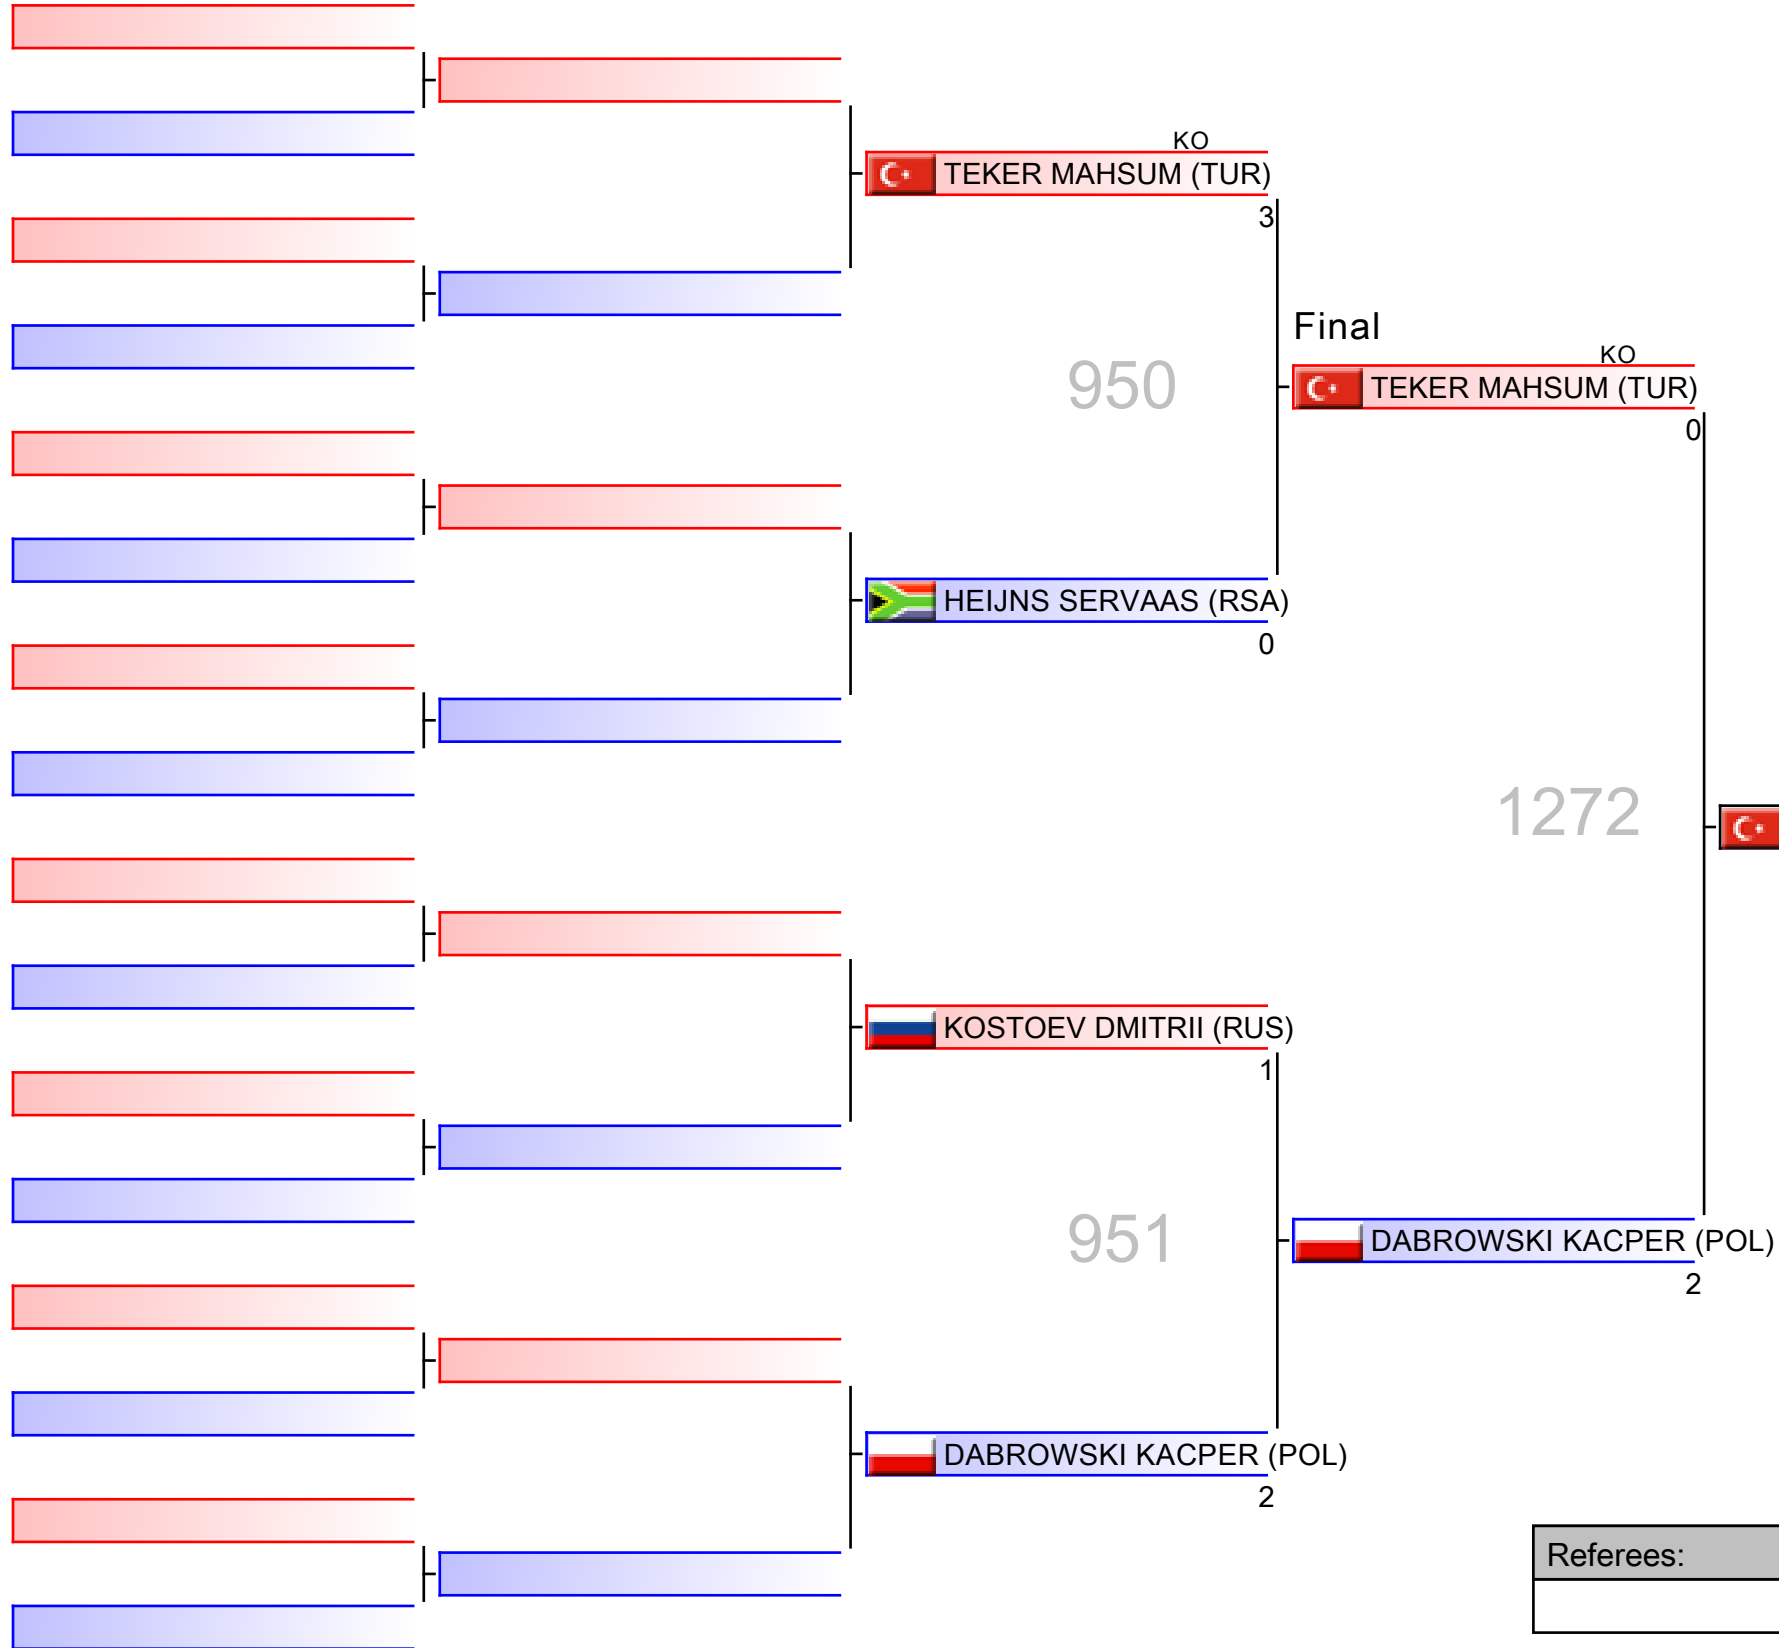 KO
TEKER MAHSUM (TUR)
3
Final
950
KO
TEKER MAHSUM (TUR)
0
HEIJNS SERVAAS (RSA)
0
1272
KOSTOEV DMITRII (RUS)
1
951
DABROWSKI KACPER (POL)
2
DABROWSKI KACPER (POL)
2
Referees: